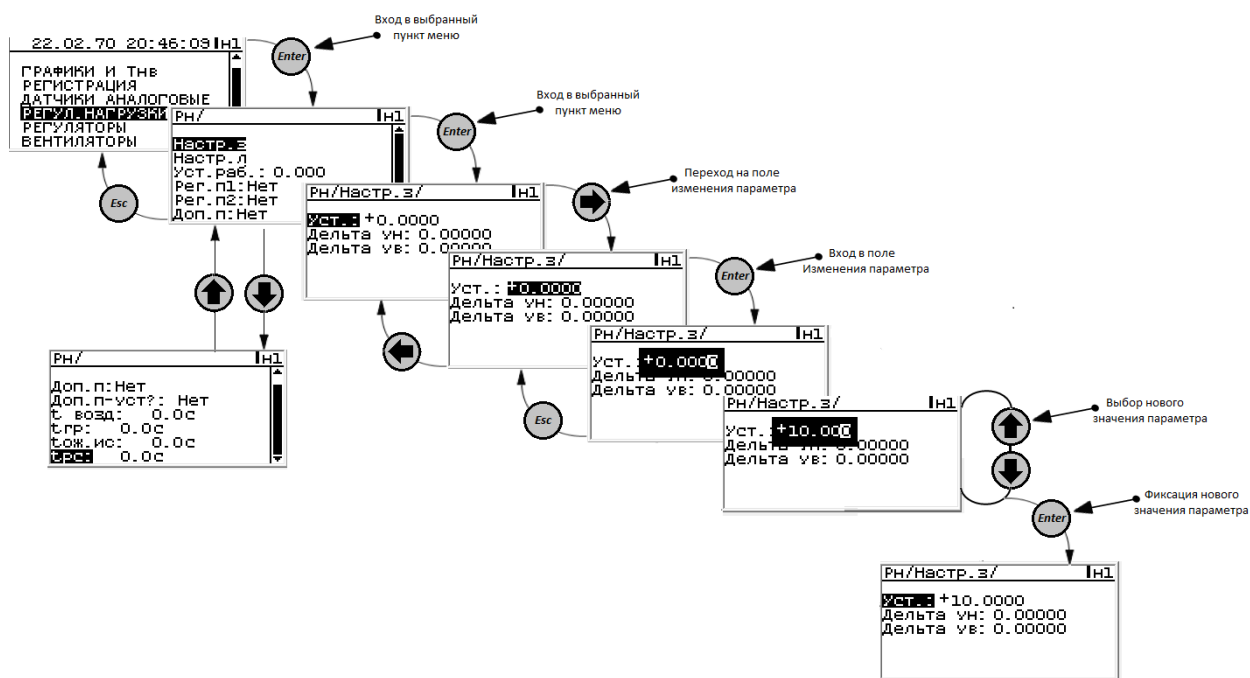 Вход в выбранный
пункт меню
22.02.70 20:46:09 Н1
Enter
ГРАФИКИ И Тнв
РЕГИСТРАЦИЯ
ДАТЧИКИ АНАЛОГОВЫЕ
РЕГУЛ.НАГРУЗКИ
РЕГУЛЯТОРЫ
ВЕНТИЛЯТОРЫ
Esc
Вход в выбранный
пункт меню
Рн/ Н1
Enter
Настр.з
Настр.л
Уст.раб.: 0.000
Рег.п1:Нет
Рег.п2:Нет
Доп.п:Нет
Переход на поле
изменения параметра
Рн/Настр.з/ Н1
Уст.: +0.0000
Дельта ун: 0.00000
Дельта ув: 0.00000
Вход в поле
Изменения параметра
Рн/Настр.з/ Н1
Enter
Уст.: +0.0000
Дельта ун: 0.00000
Дельта ув: 0.00000
Esc
Рн/ Н1
Доп.п:Нет
Доп.п-уст?: Нет
t возд: 0.0с
tгр: 0.0с
tож.ис: 0.0с
tрс: 0.0с
Рн/Настр.з/ Н1
Уст.: +0.0000
Дельта ун: 0.00000
Дельта ув: 0.00000
Выбор нового
значения параметра
Рн/Настр.з/ Н1
Уст.: +10.000
Дельта ун: 0.00000
Дельта ув: 0.00000
Фиксация нового
значения параметра
Enter
Рн/Настр.з/ Н1
Уст.: +10.0000
Дельта ун: 0.00000
Дельта ув: 0.00000